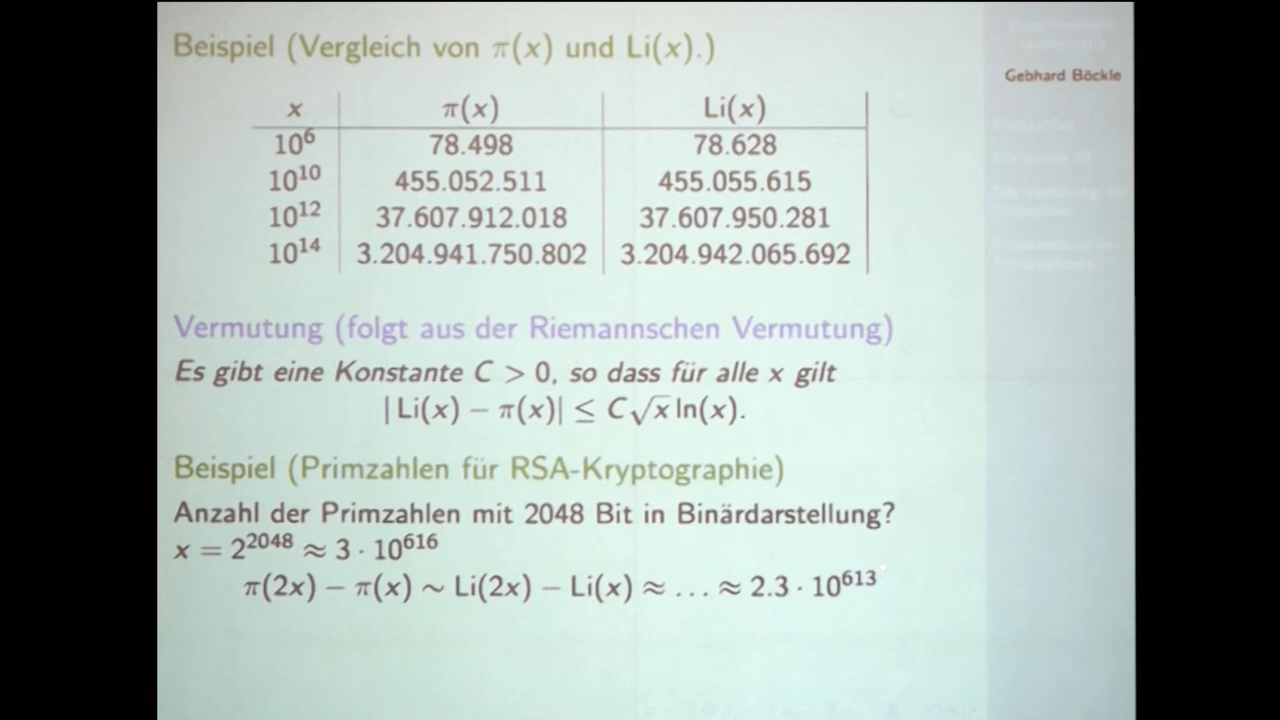 Beispiel (Vergleich von π(x) und Li(x).)
x π(x) Li(x)
10⁶ 78.498 78.628
10¹⁰ 455.052.511 455.055.615
10¹² 37.607.912.018 37.607.950.281
10¹⁴ 3.204.941.750.802 3.204.942.065.692
Vermutung (folgt aus der Riemannschen Vermutung)
Es gibt eine Konstante C > 0, so dass für alle x gilt
| Li(x) − π(x)| ≤ C√x ln(x).
Beispiel (Primzahlen für RSA-Kryptographie)
Anzahl der Primzahlen mit 2048 Bit in Binärdarstellung?
x = 2²⁰⁴⁸ ≈ 3 · 10⁶¹⁶
π(2x) − π(x) ∼ Li(2x) − Li(x) ≈ … ≈ 2.3 · 10⁶¹³
Gebhard Böckle